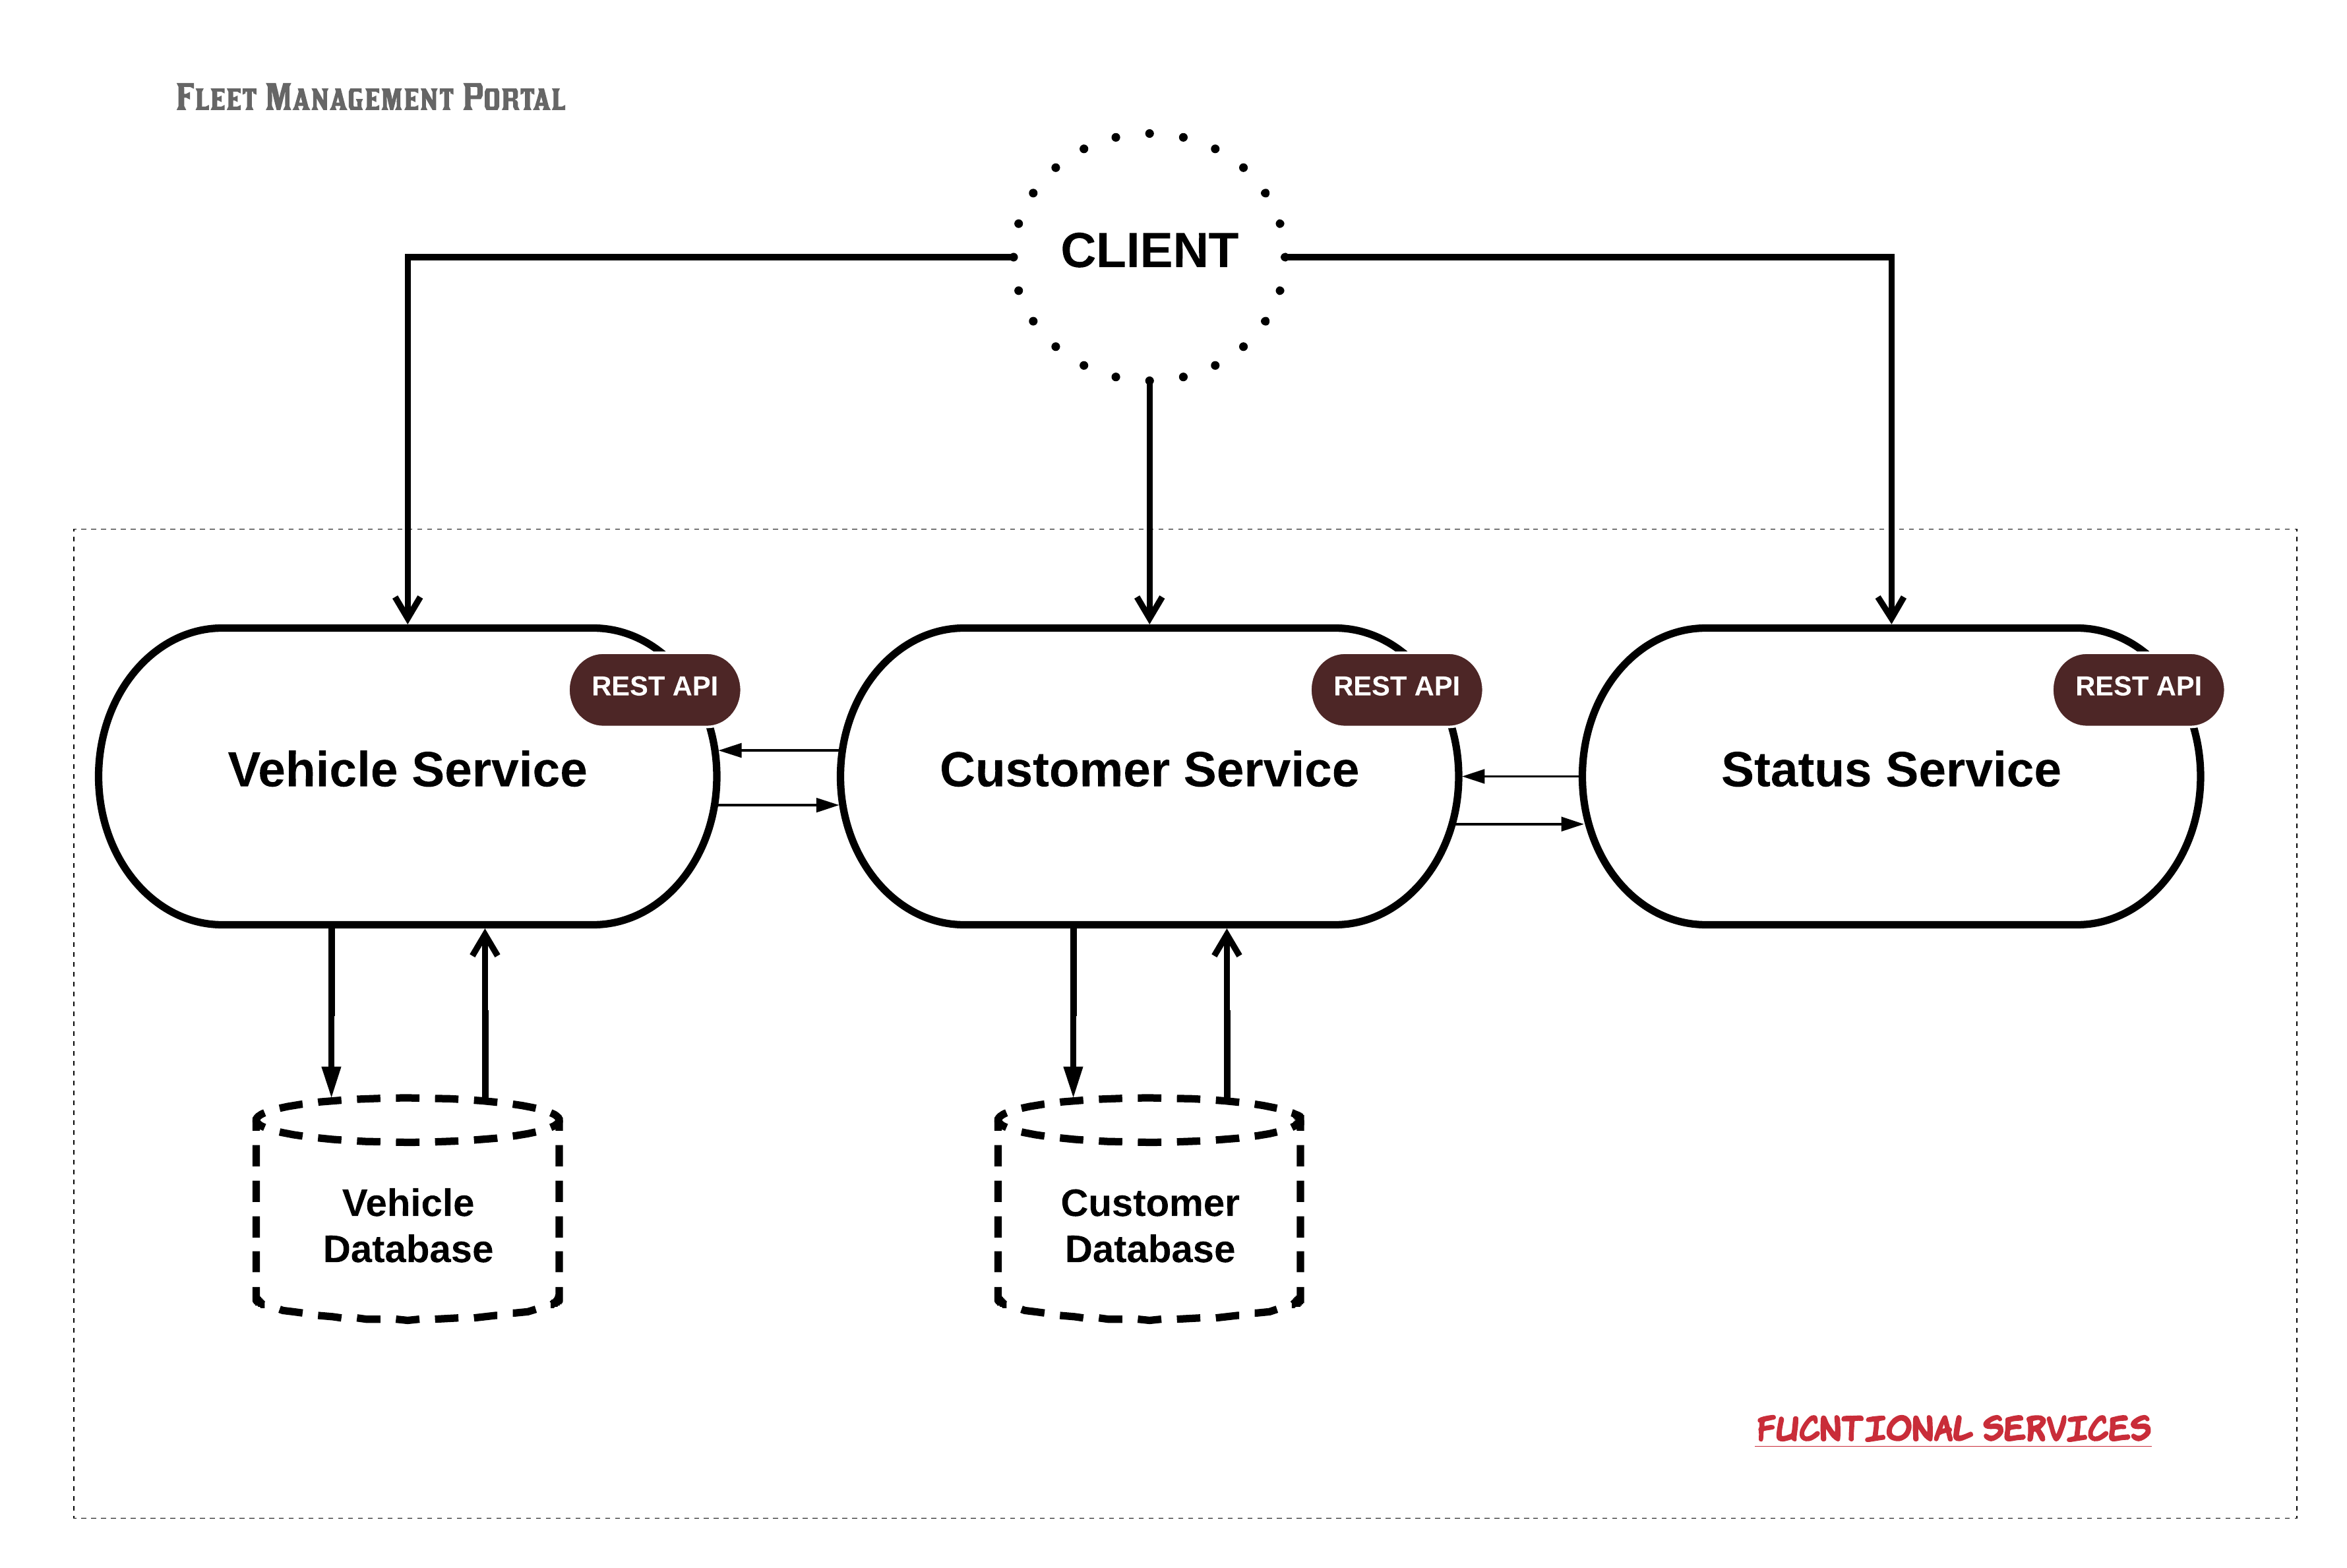 Fleet Management Portal
CLIENT
REST API
REST API
REST API
Vehicle Service
Customer Service
Status Service
Vehicle
Database
Customer
Database
FUCNTIONAL SERVICES